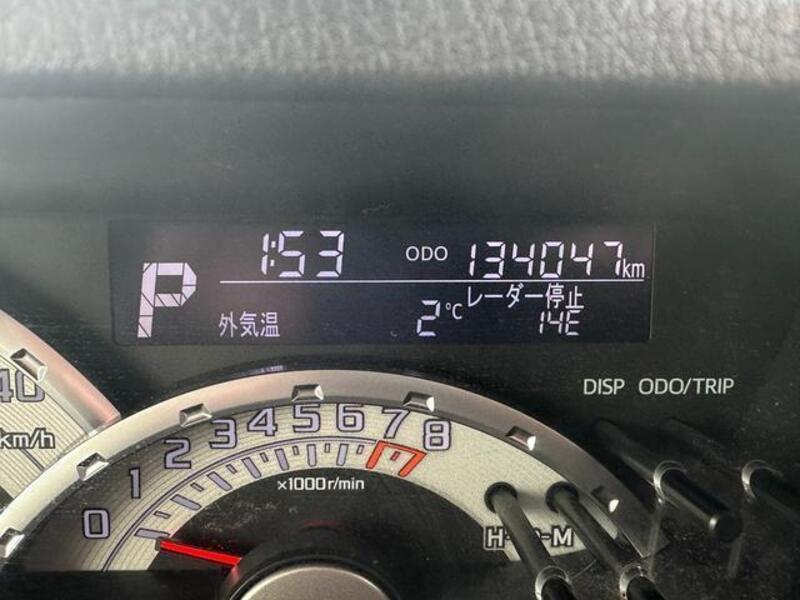 1:53 ODO 134047km
P
外気温 2℃ レーダー停止
14E
DISP ODO/TRIP
40
km/h
0 1 2 3 4 5 6 7 8
×1000r/min
H-M